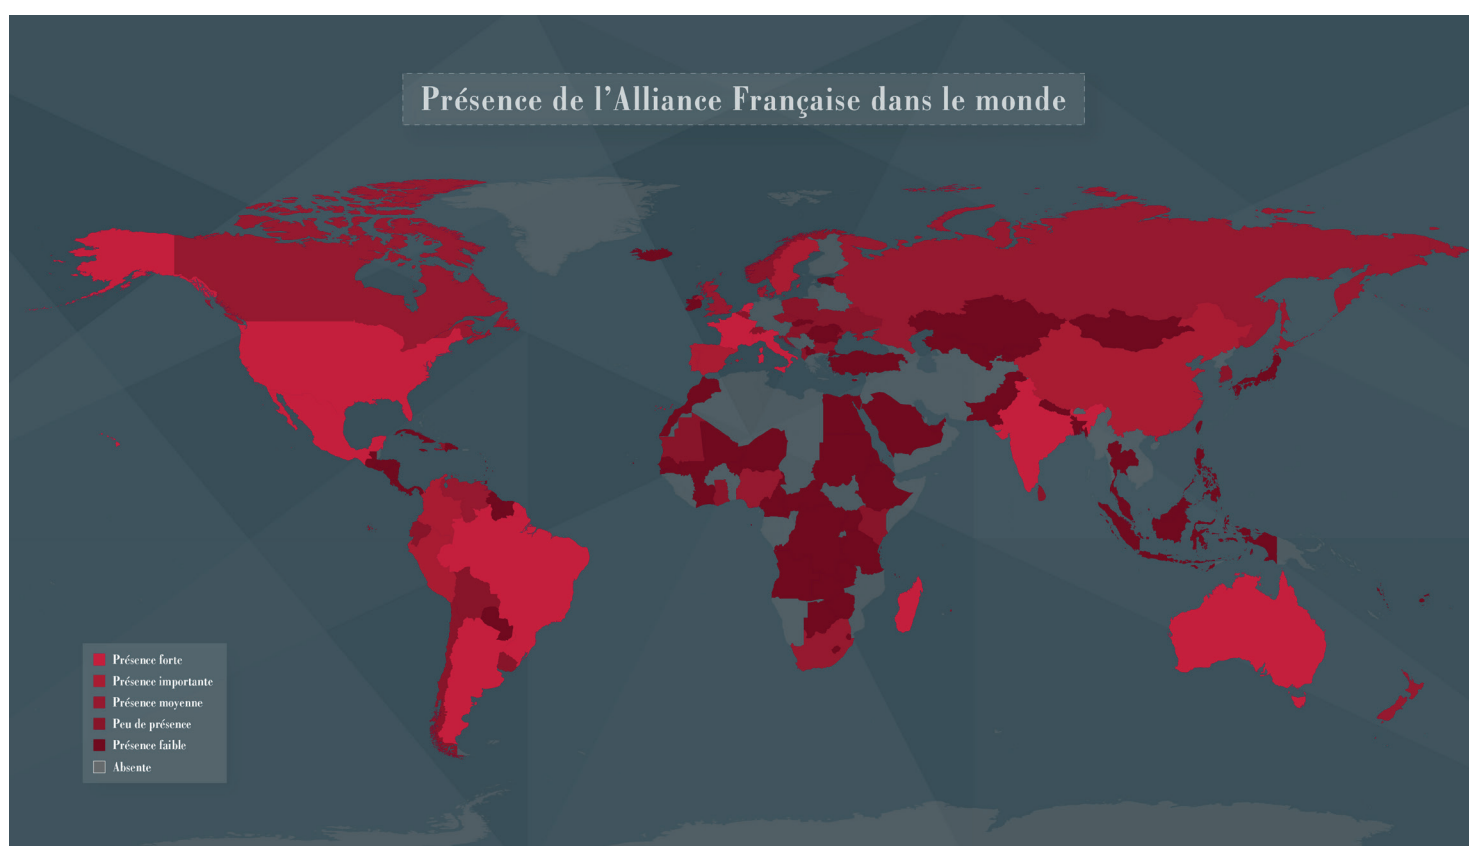 Présence de l'Alliance Française dans le monde
Présence forte
Présence importante
Présence moyenne
Peu de présence
Présence faible
Absente